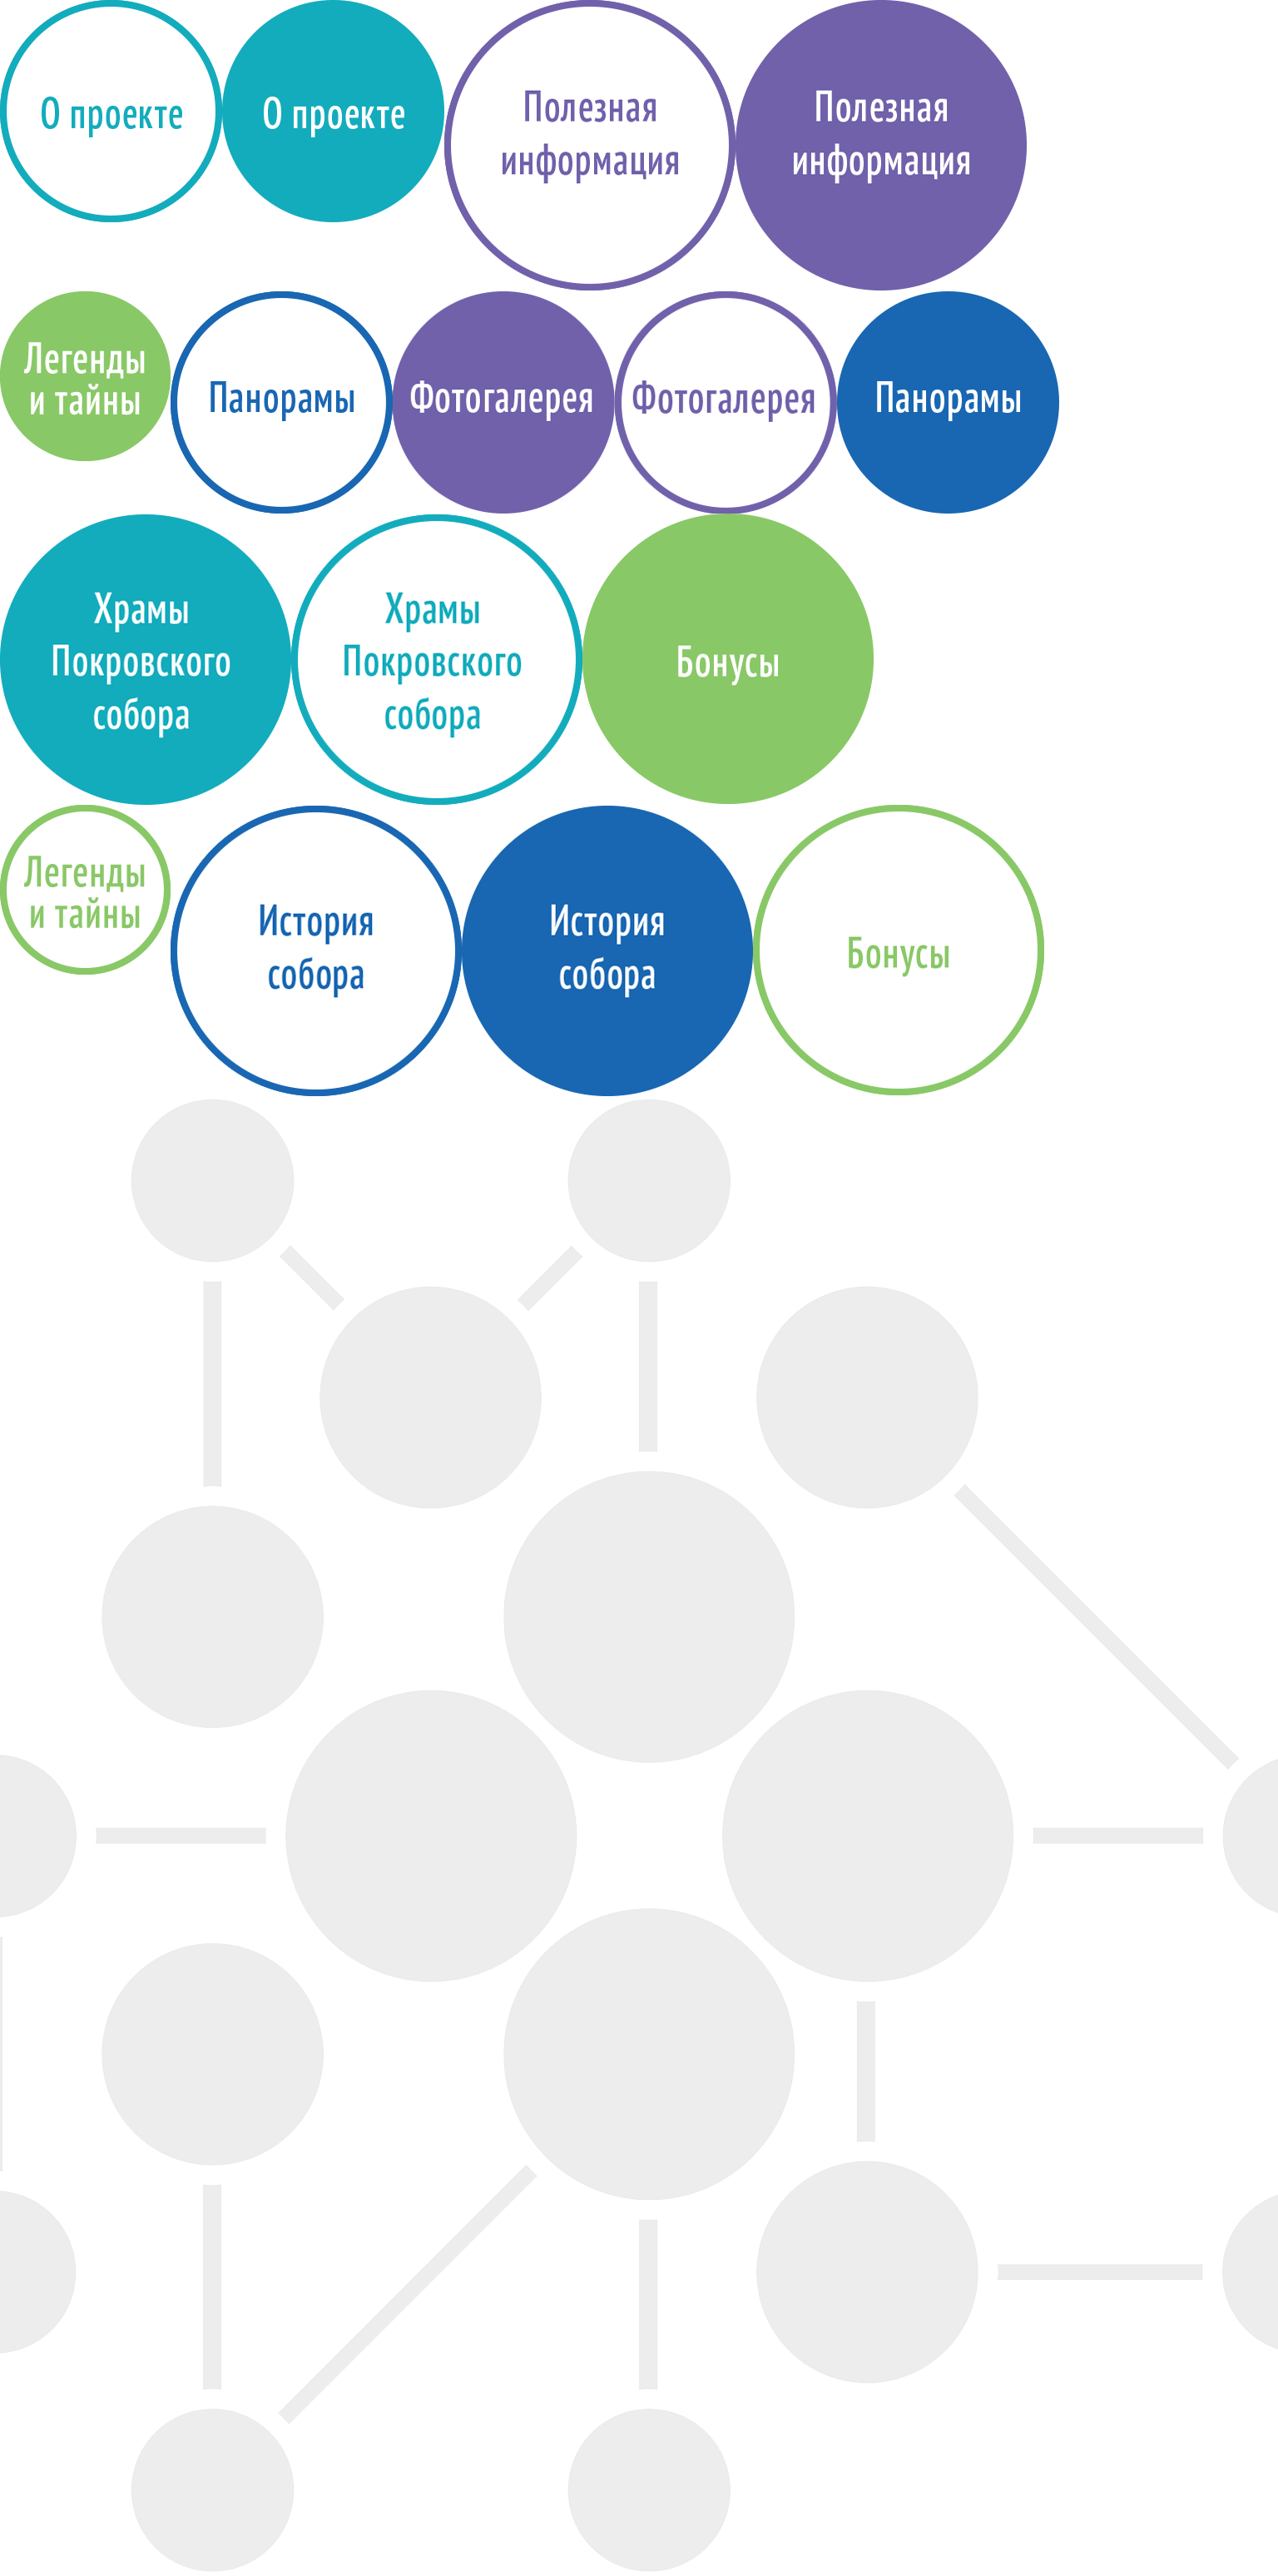 О проекте
О проекте
Полезная
информация
Полезная
информация
Легенды
и тайны
Панорамы
Фотогалерея
Фотогалерея
Панорамы
Храмы
Покровского
собора
Храмы
Покровского
собора
Бонусы
Легенды
и тайны
История
собора
История
собора
Бонусы